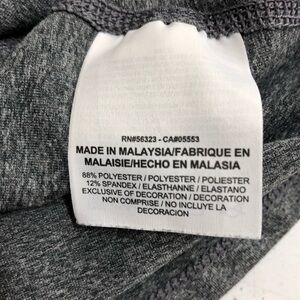 RN#56323 - CA#05553
MADE IN MALAYSIA/FABRIQUE EN
MALAISIE/HECHO EN MALASIA
88% POLYESTER / POLYESTER / POLIESTER
12% SPANDEX / ELASTHANNE / ELASTANO
EXCLUSIVE OF DECORATION / DECORATION
NON COMPRISE / NO INCLUYE LA
DECORACION